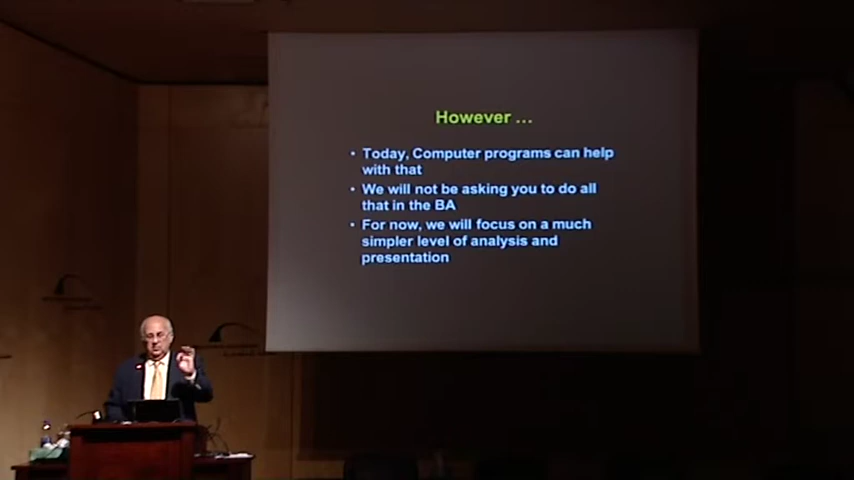 However …
• Today, Computer programs can help
with that
• We will not be asking you to do all
that in the BA
• For now, we will focus on a much
simpler level of analysis and
presentation